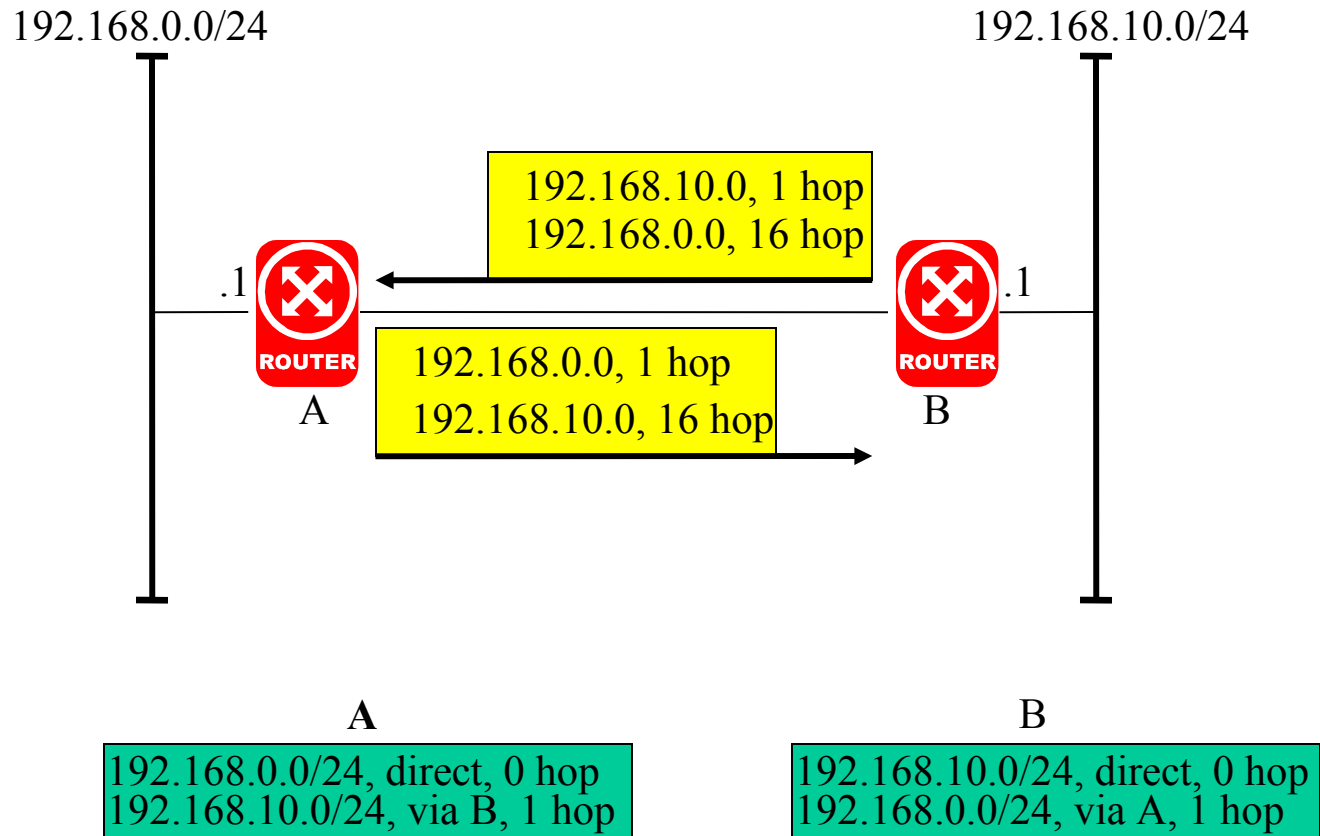 192.168.0.0/24
192.168.10.0/24
192.168.10.0, 1 hop
192.168.0.0, 16 hop
.1
.1
ROUTER
ROUTER
192.168.0.0, 1 hop
192.168.10.0, 16 hop
A
B
A
B
192.168.0.0/24, direct, 0 hop
192.168.10.0/24, via B, 1 hop
192.168.10.0/24, direct, 0 hop
192.168.0.0/24, via A, 1 hop